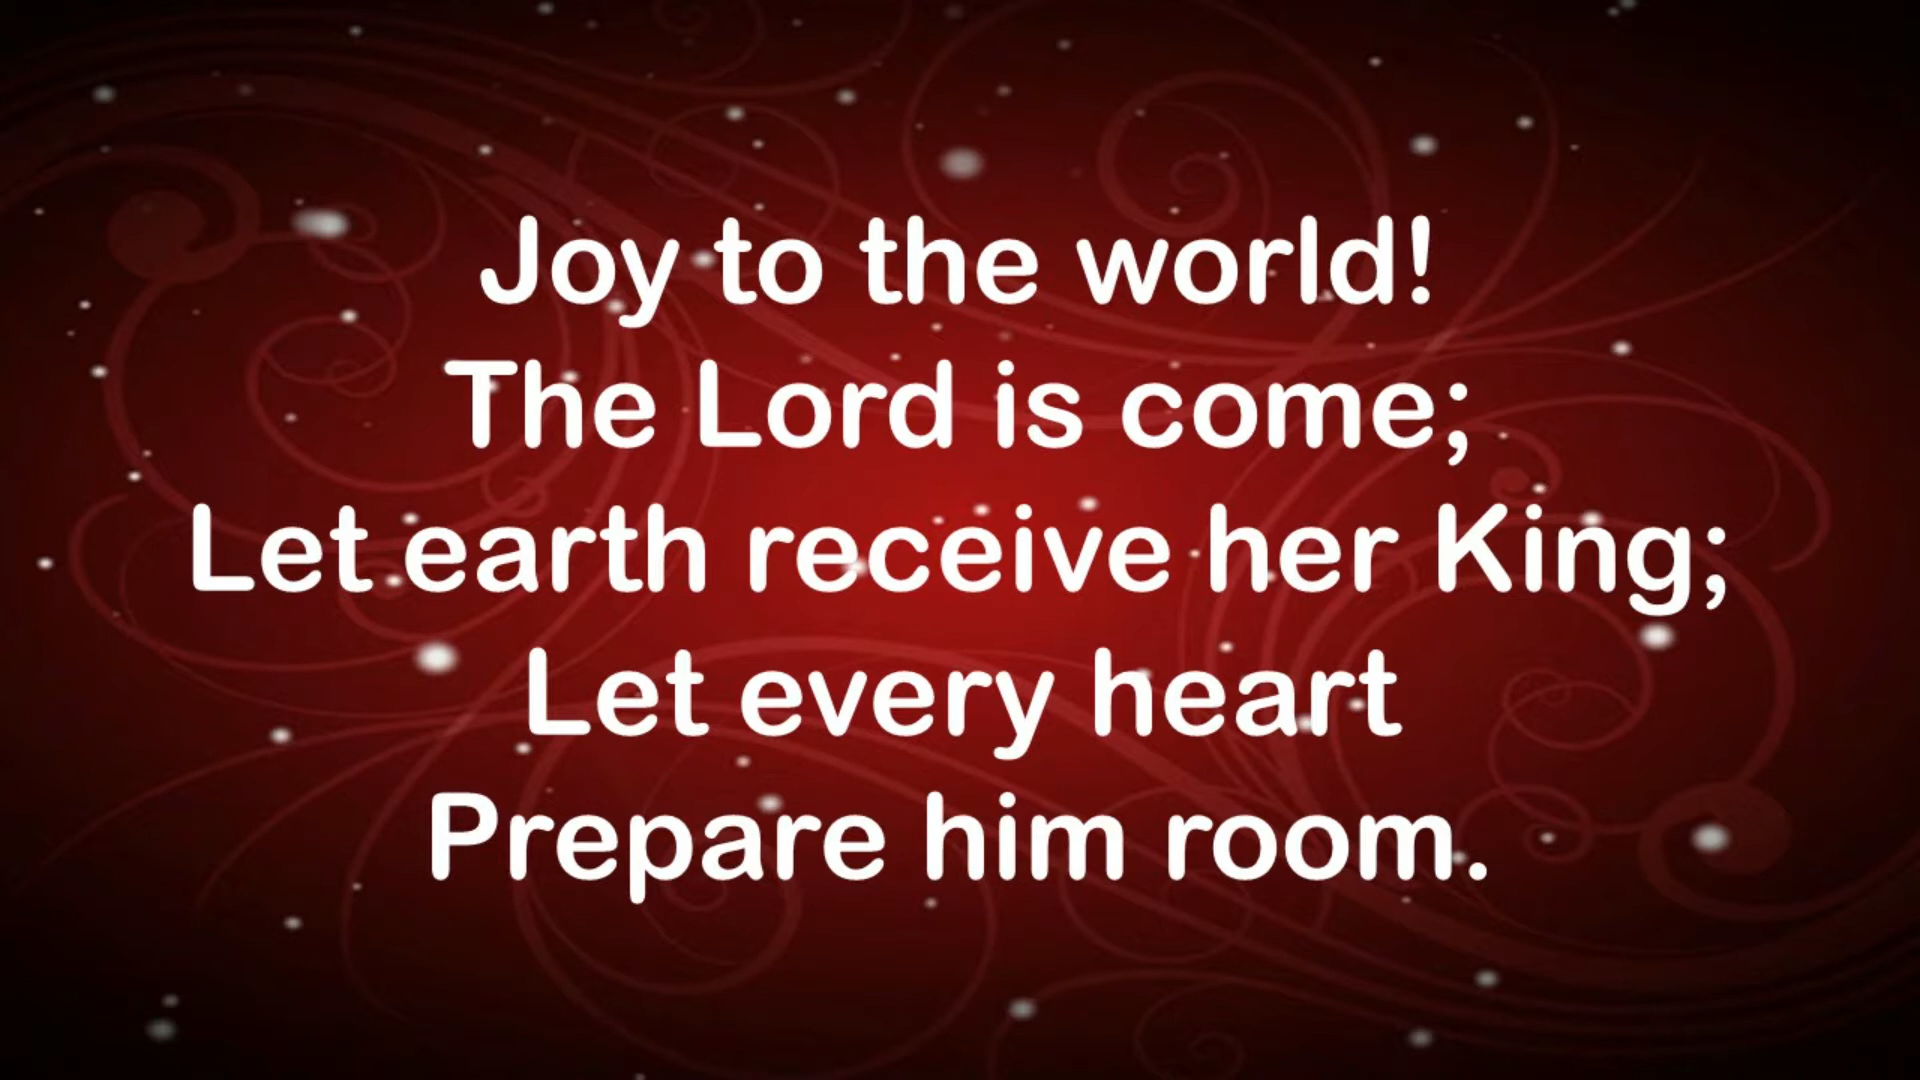 Joy to the world!
The Lord is come;
Let earth receive her King;
Let every heart
Prepare him room.